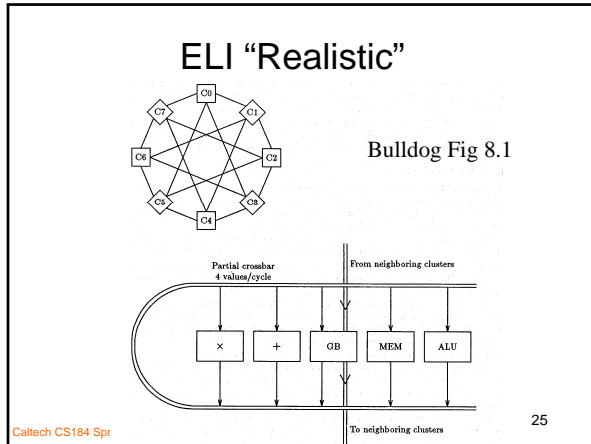 ELI “Realistic”
C0
C7
C1
Bulldog Fig 8.1
C6
C2
C5
C3
C4
Partial crossbar
4 values/cycle
From neighboring clusters
× + GB MEM ALU
To neighboring clusters
Caltech CS184 Spr
25